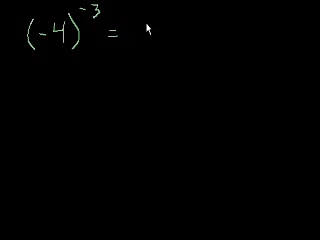 (-4)^-3 =